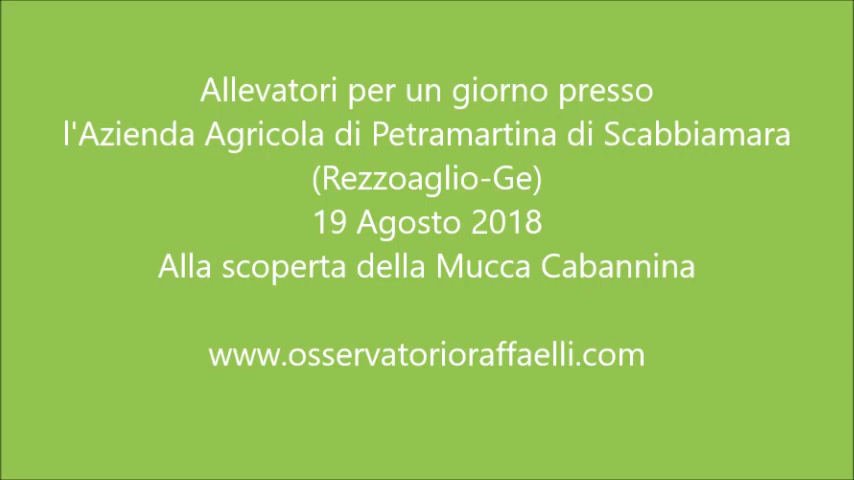 Allevatori per un giorno presso
l'Azienda Agricola di Petramartina di Scabbiamara
(Rezzoaglio-Ge)
19 Agosto 2018
Alla scoperta della Mucca Cabannina
www.osservatorioraffaelli.com